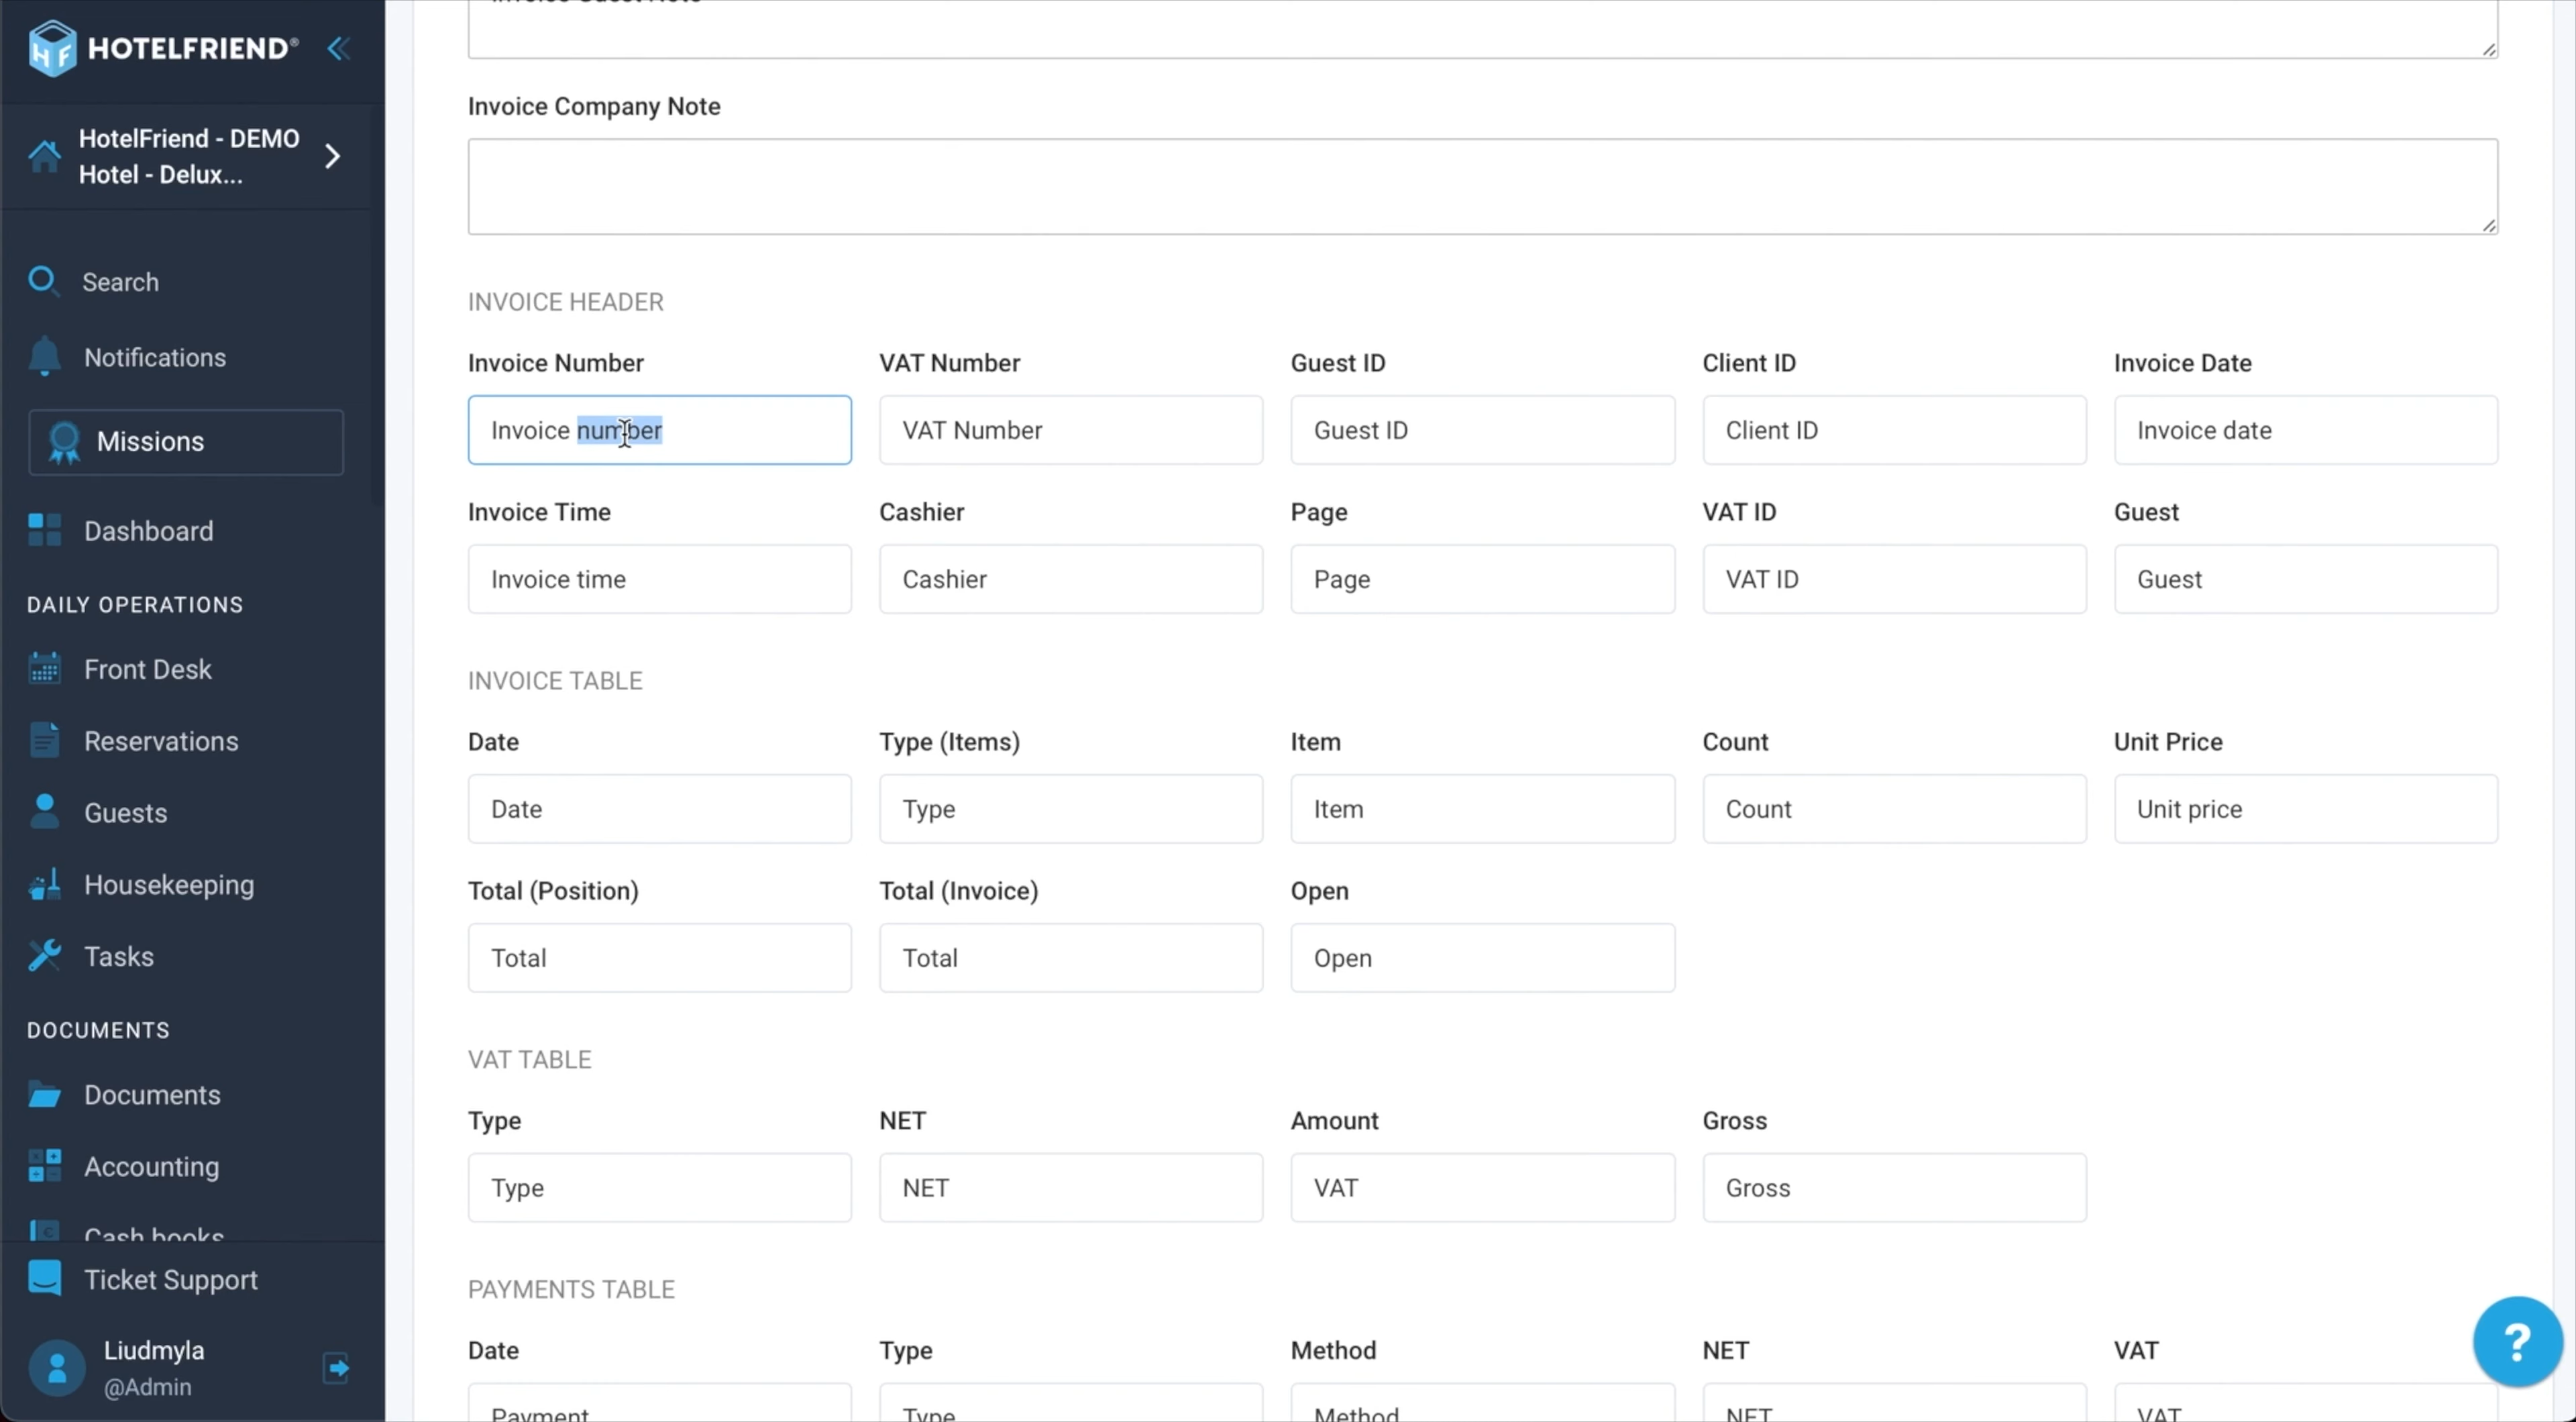 HOTELFRIEND®
HotelFriend - DEMO
Hotel - Delux...
Search
Notifications
Missions
Dashboard
DAILY OPERATIONS
Front Desk
Reservations
Guests
Housekeeping
Tasks
DOCUMENTS
Documents
Accounting
Cash books
Ticket Support
Liudmyla
@Admin
Invoice Guest Note
Invoice Company Note
INVOICE HEADER
Invoice Number VAT Number Guest ID Client ID Invoice Date
Invoice number VAT Number Guest ID Client ID Invoice date
Invoice Time Cashier Page VAT ID Guest
Invoice time Cashier Page VAT ID Guest
INVOICE TABLE
Date Type (Items) Item Count Unit Price
Date Type Item Count Unit price
Total (Position) Total (Invoice) Open
Total Total Open
VAT TABLE
Type NET Amount Gross
Type NET VAT Gross
PAYMENTS TABLE
Date Type Method NET VAT
Payment Type Method NET VAT
?